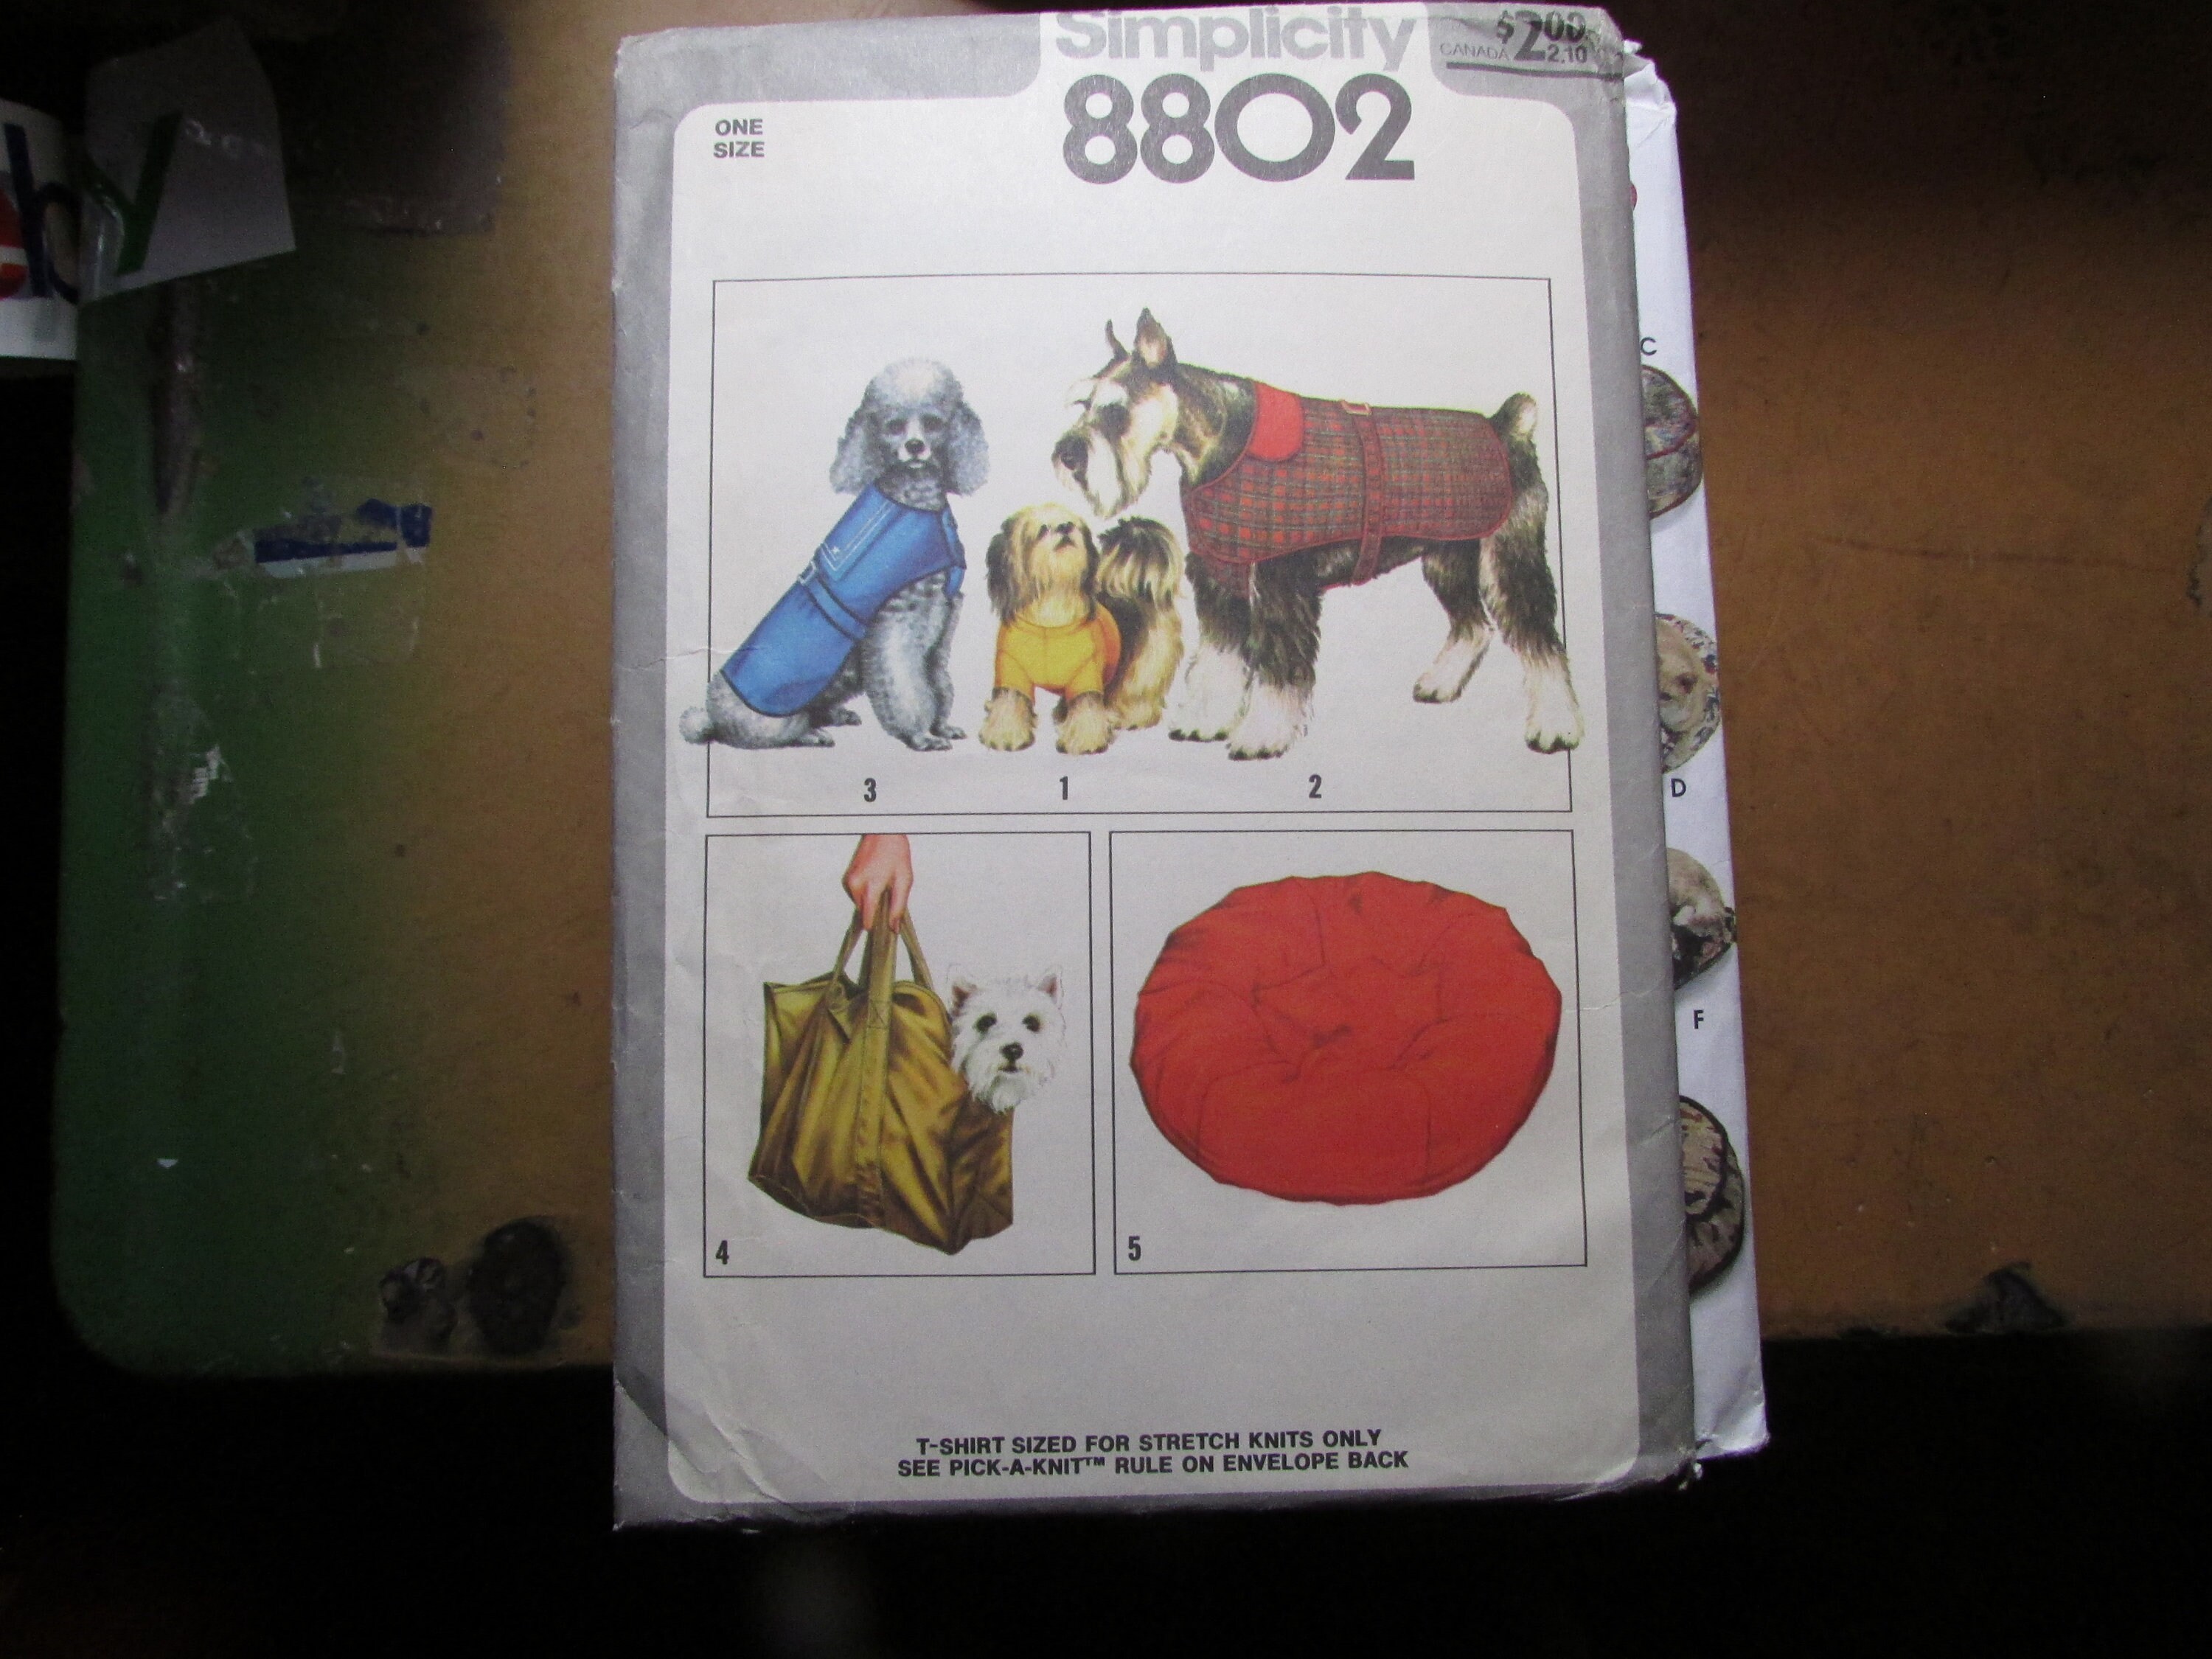 Simplicity
8802
$2.00
CANADA 2.10
ONE
SIZE
3
1
2
4
5
T-SHIRT SIZED FOR STRETCH KNITS ONLY
SEE PICK-A-KNIT™ RULE ON ENVELOPE BACK
C
D
F
by